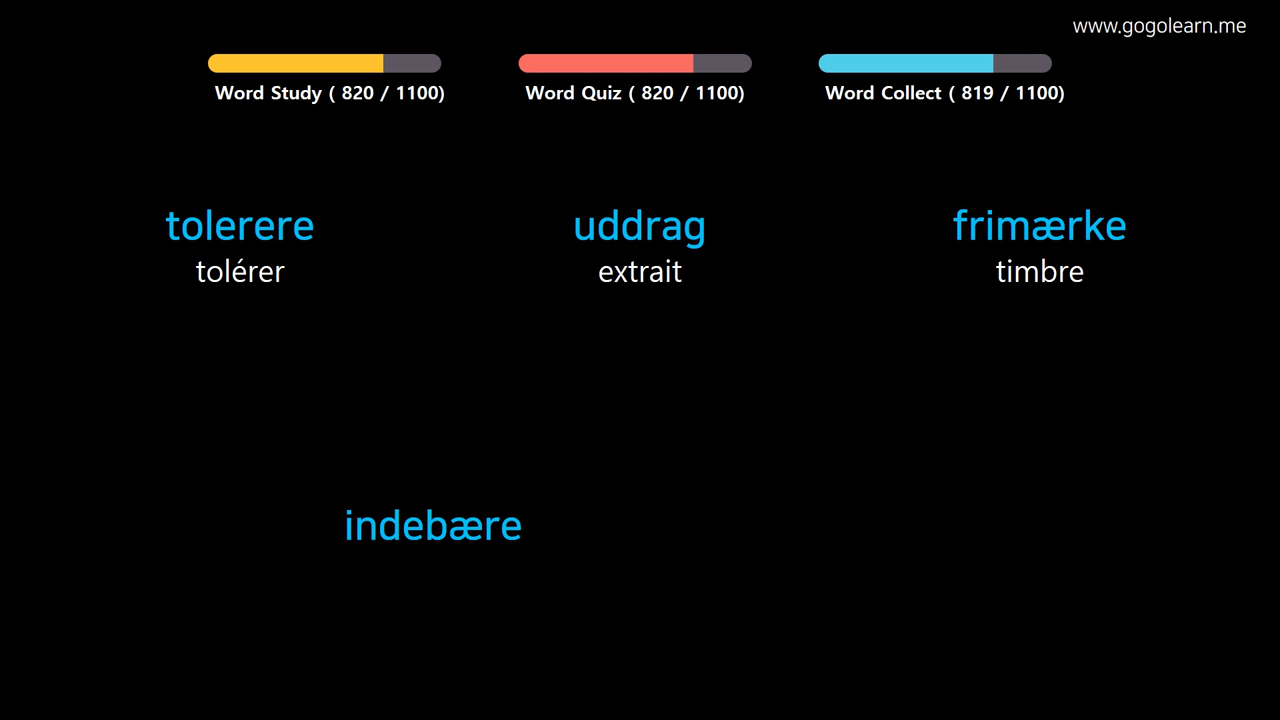 www.gogolearn.me
Word Study ( 820 / 1100)
Word Quiz ( 820 / 1100)
Word Collect ( 819 / 1100)
tolerere
uddrag
frimærke
tolérer
extrait
timbre
indebære